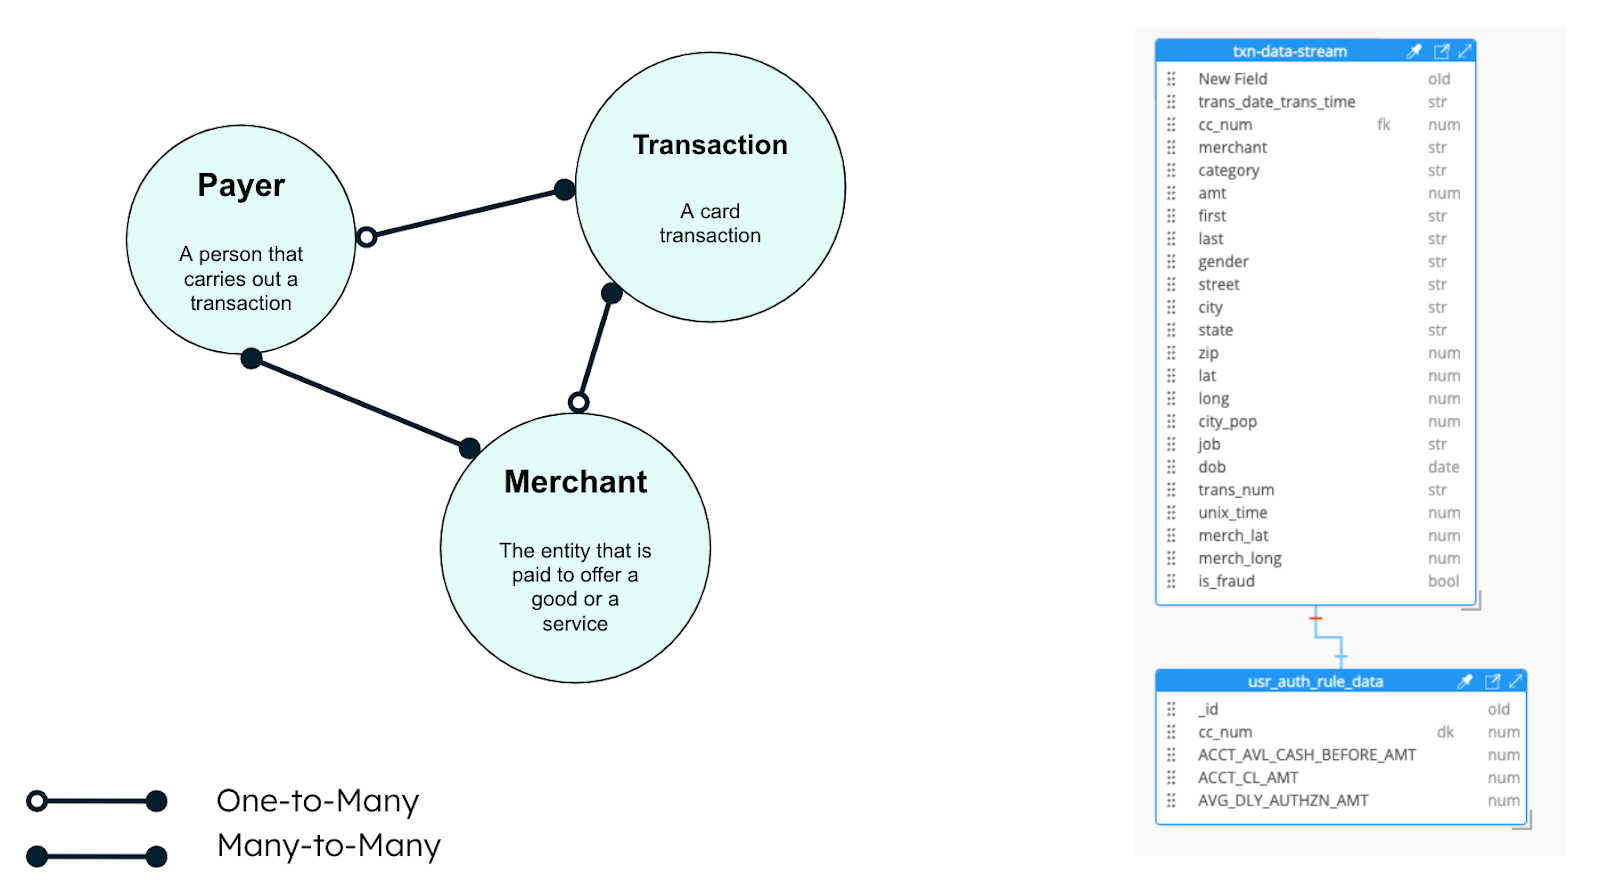 Payer
A person that
carries out a
transaction
Transaction
A card
transaction
Merchant
The entity that is
paid to offer a
good or a
service
One-to-Many
Many-to-Many
txn-data-stream
New Field oId
trans_date_trans_time str
cc_num fk num
merchant str
category str
amt num
first str
last str
gender str
street str
city str
state str
zip num
lat num
long num
city_pop num
job str
dob date
trans_num str
unix_time num
merch_lat num
merch_long num
is_fraud bool
usr_auth_rule_data
_id oId
cc_num dk num
ACCT_AVL_CASH_BEFORE_AMT num
ACCT_CL_AMT num
AVG_DLY_AUTHZN_AMT num